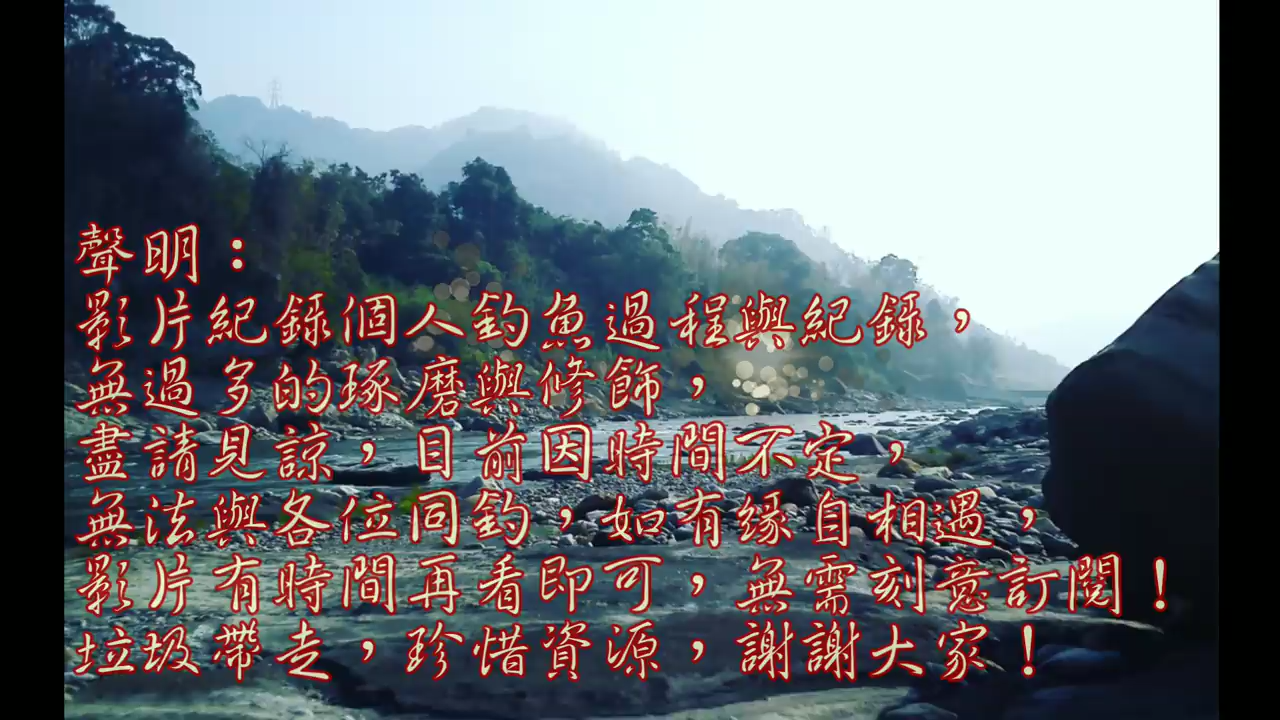 聲明：
影片紀錄個人釣魚過程與紀錄，
無過多的琢磨與修飾，
盡請見諒，目前因時間不定，
無法與各位同釣，如有緣自相遇，
影片有時間再看即可，無需刻意訂閱！
垃圾帶走，珍惜資源，謝謝大家！